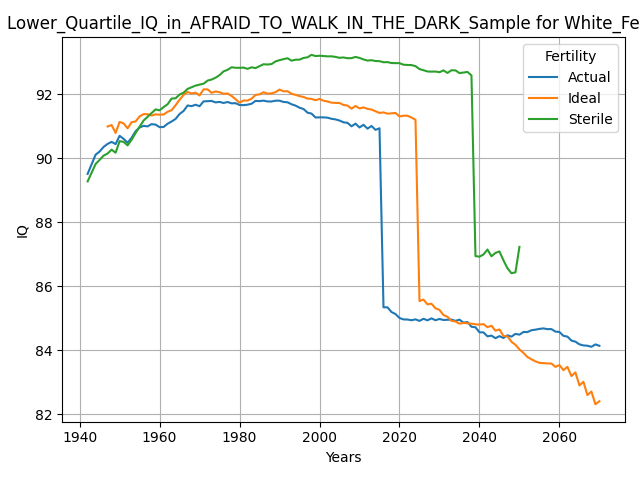 Lower_Quartile_IQ_in_AFRAID_TO_WALK_IN_THE_DARK_Sample for White_Fe
Fertility
Actual
Ideal
Sterile
IQ
92
90
88
86
84
82
1940 1960 1980 2000 2020 2040 2060
Years